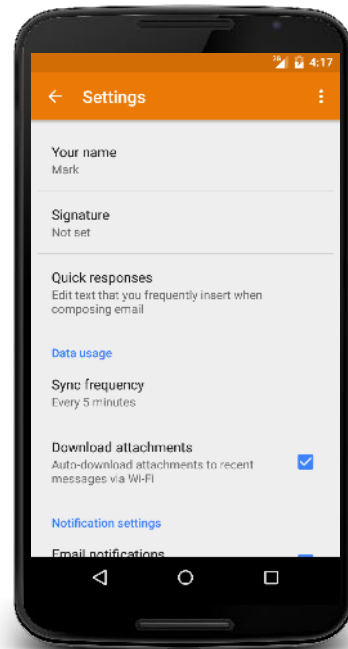 3G 4:17
Settings
Your name
Mark
Signature
Not set
Quick responses
Edit text that you frequently insert when
composing email
Data usage
Sync frequency
Every 5 minutes
Download attachments
Auto-download attachments to recent
messages via Wi-Fi
Notification settings
Email notifications